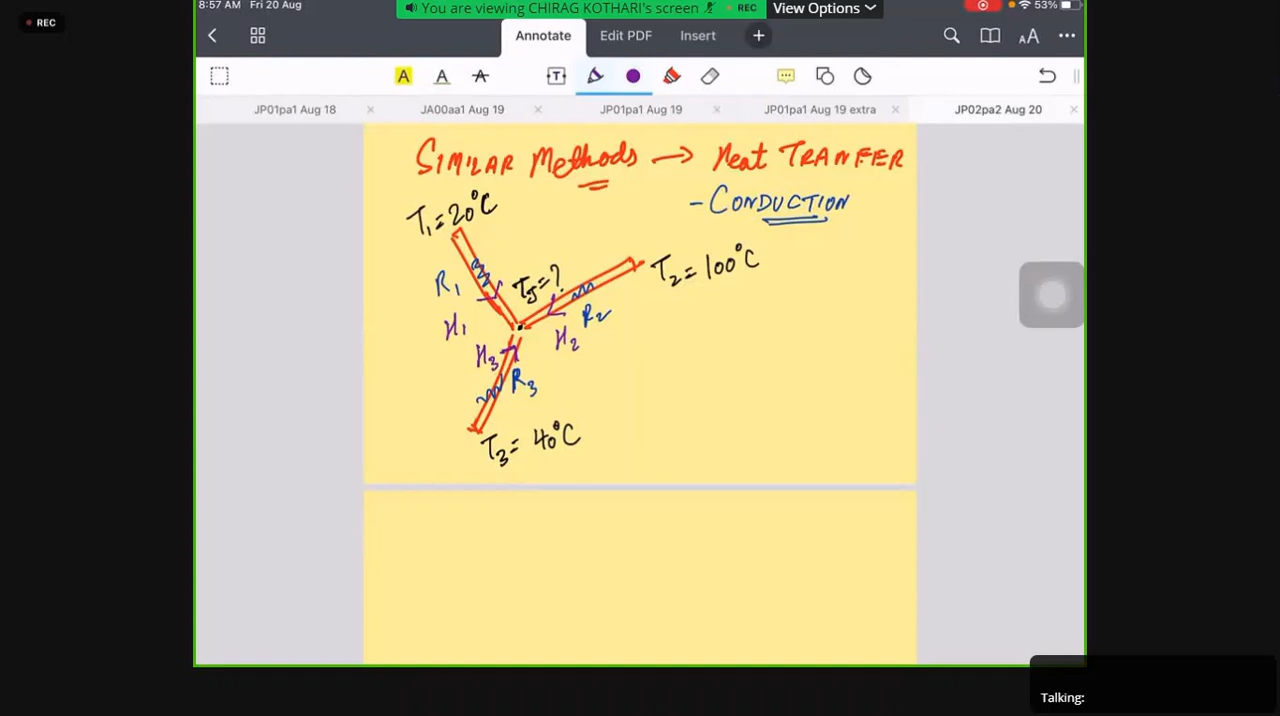 REC
8:57 AM Fri 20 Aug
You are viewing CHIRAG KOTHARI's screen
REC
View Options
53%
Annotate
Edit PDF
Insert
AA
A A A T
JP01pa1 Aug 18
JA00aa1 Aug 19
JP01pa1 Aug 19
JP01pa1 Aug 19 extra
JP02pa2 Aug 20
SIMILAR Methods → Heat TRANFER
- CONDUCTION
T₁ = 20°C
T₂ = 100°C
T_J = ?
R₁
R₂
H₁
H₂
H₃
R₃
T₃ = 40°C
Talking: